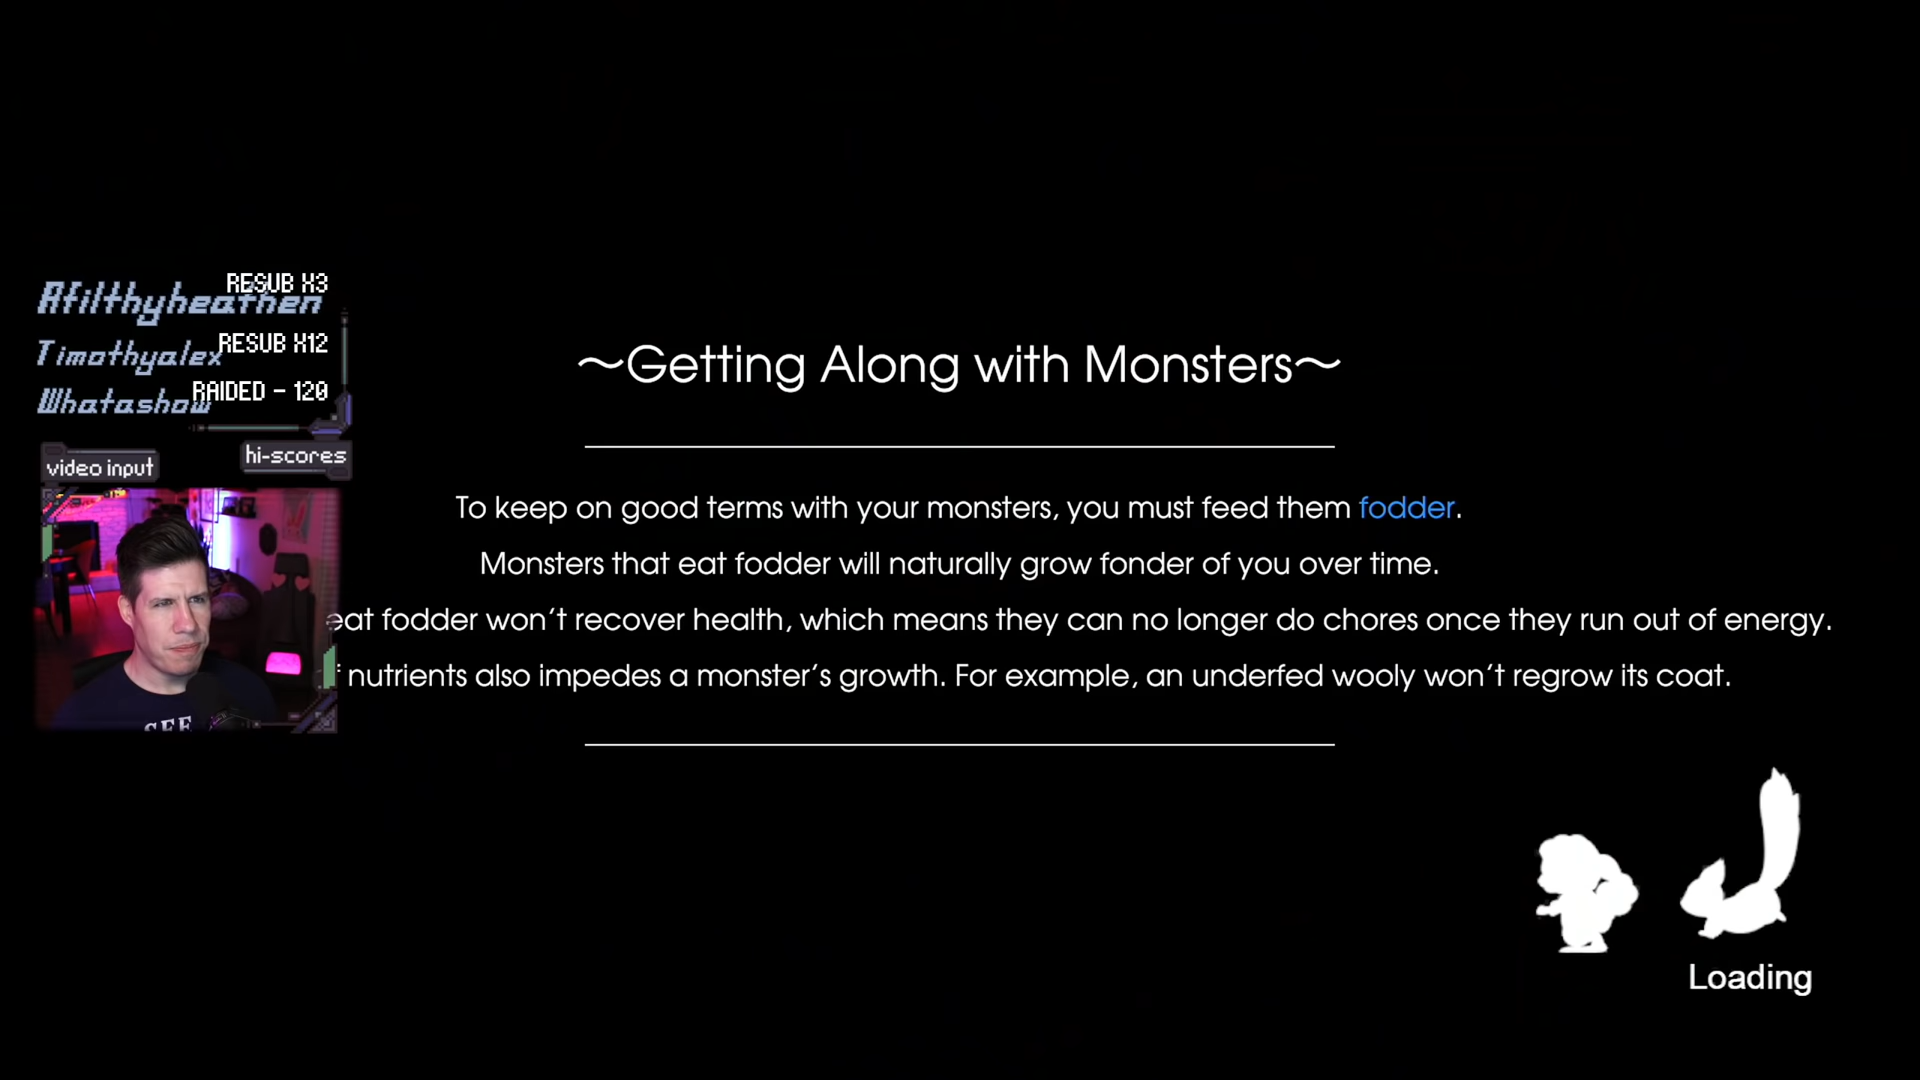 RESUB X3
Afilthyheathen
RESUB X12
Timothyalex
RAIDED - 120
Whatashow
hi-scores
video input
~Getting Along with Monsters~
To keep on good terms with your monsters, you must feed them fodder.
Monsters that eat fodder will naturally grow fonder of you over time.
eat fodder won't recover health, which means they can no longer do chores once they run out of energy.
nutrients also impedes a monster's growth. For example, an underfed wooly won't regrow its coat.
SEE
Loading